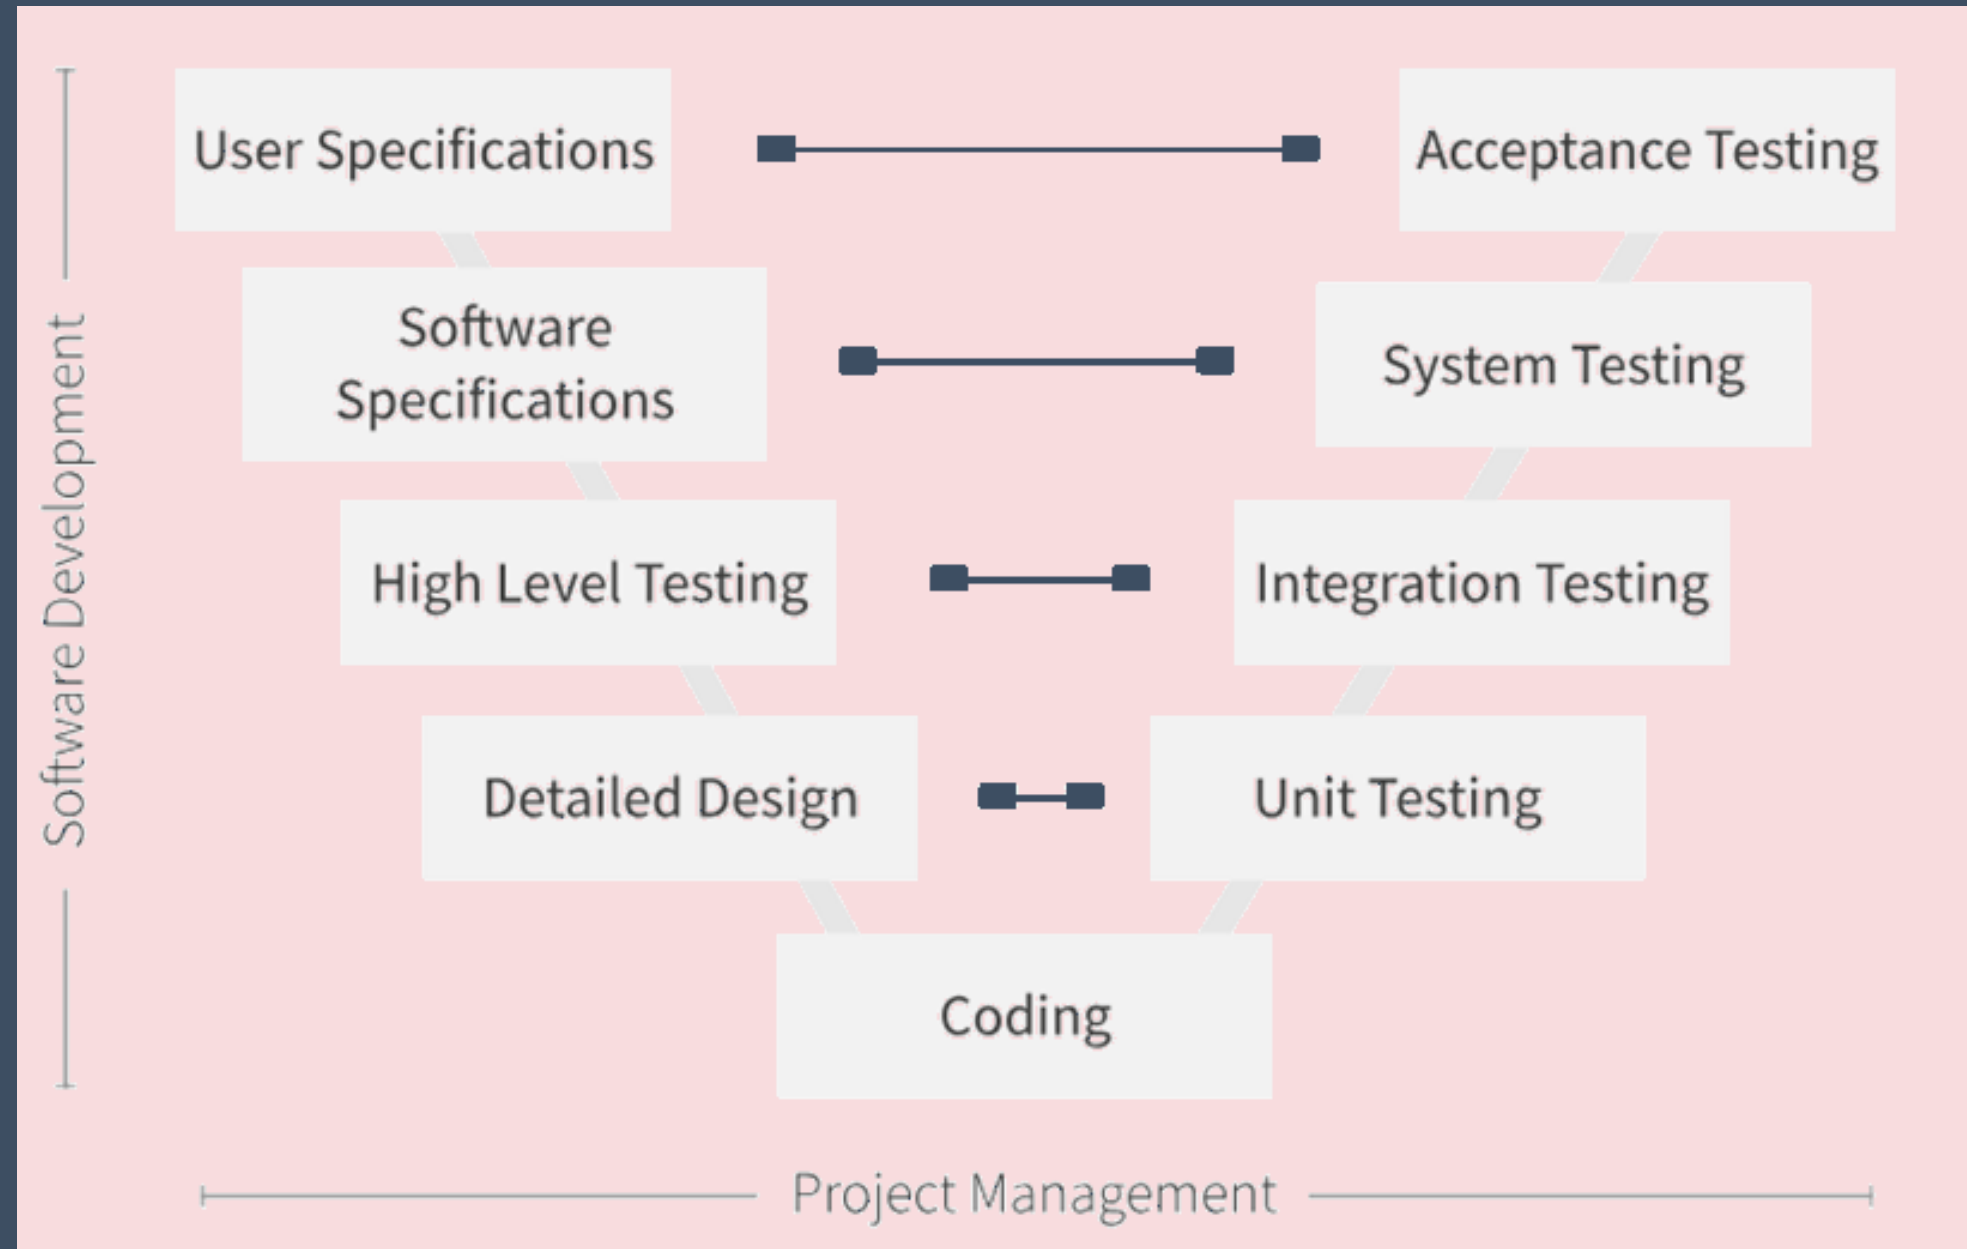 User Specifications
Acceptance Testing
Software
Specifications
System Testing
High Level Testing
Integration Testing
Detailed Design
Unit Testing
Coding
Software Development
Project Management